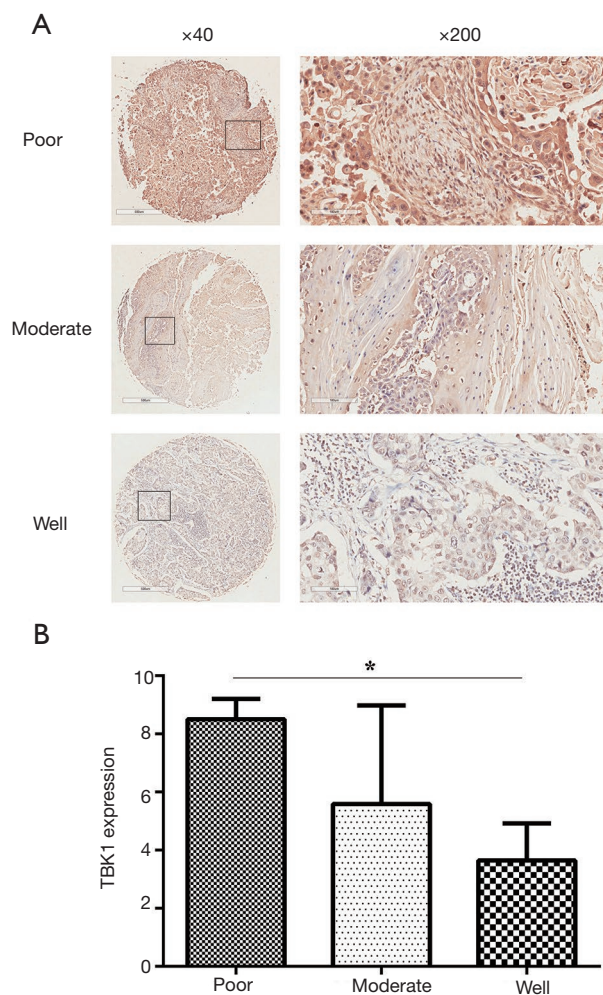 A
×40
×200
Poor
Moderate
Well
B
*
10
8
6
4
2
0
TBK1 expression
Poor
Moderate
Well